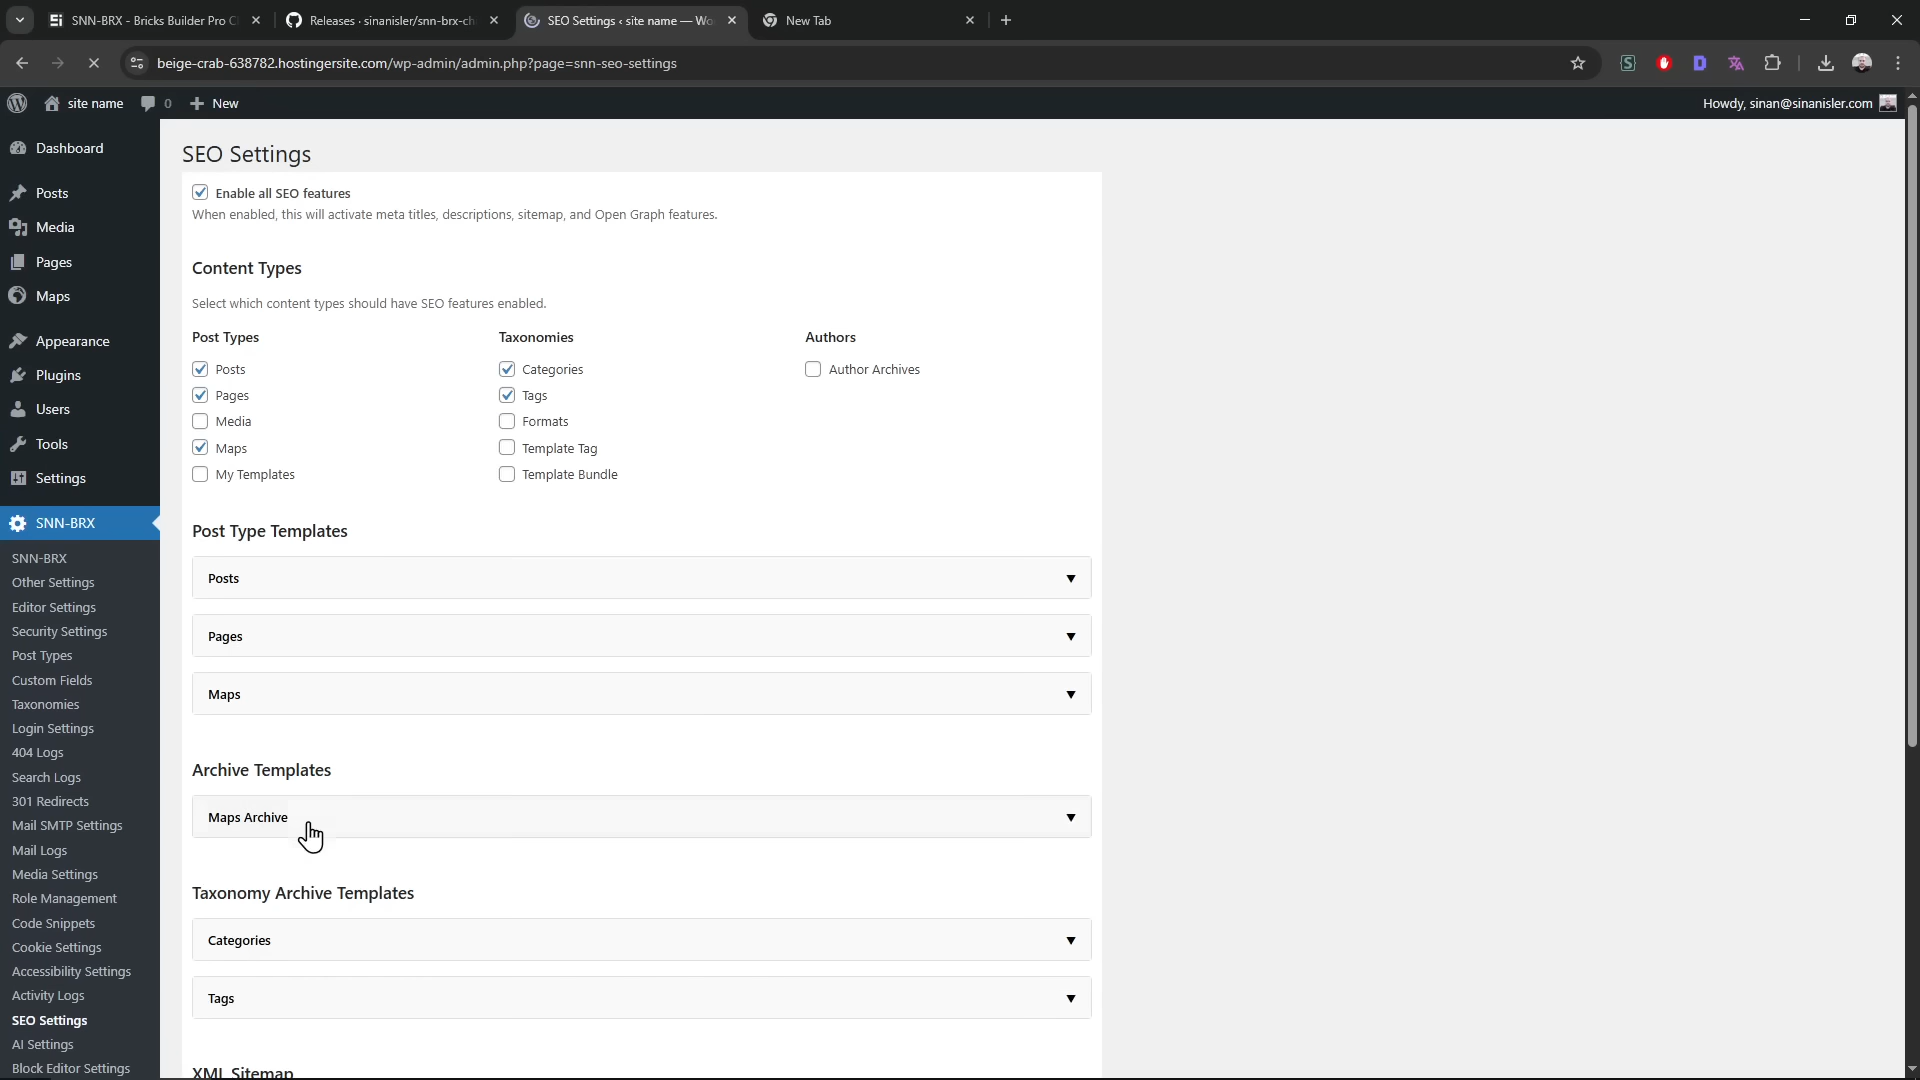 SNN-BRX - Bricks Builder Pro C
Releases · sinanisler/snn-brx-ch
SEO Settings ‹ site name — Wo
New Tab
beige-crab-638782.hostingersite.com/wp-admin/admin.php?page=snn-seo-settings
site name
0
New
Howdy, sinan@sinanisler.com
Dashboard
Posts
Media
Pages
Maps
Appearance
Plugins
Users
Tools
Settings
SNN-BRX
SNN-BRX
Other Settings
Editor Settings
Security Settings
Post Types
Custom Fields
Taxonomies
Login Settings
404 Logs
Search Logs
301 Redirects
Mail SMTP Settings
Mail Logs
Media Settings
Role Management
Code Snippets
Cookie Settings
Accessibility Settings
Activity Logs
SEO Settings
AI Settings
Block Editor Settings
SEO Settings
Enable all SEO features
When enabled, this will activate meta titles, descriptions, sitemap, and Open Graph features.
Content Types
Select which content types should have SEO features enabled.
Post Types
Posts
Pages
Media
Maps
My Templates
Taxonomies
Categories
Tags
Formats
Template Tag
Template Bundle
Authors
Author Archives
Post Type Templates
Posts
Pages
Maps
Archive Templates
Maps Archive
Taxonomy Archive Templates
Categories
Tags
XML Sitemap